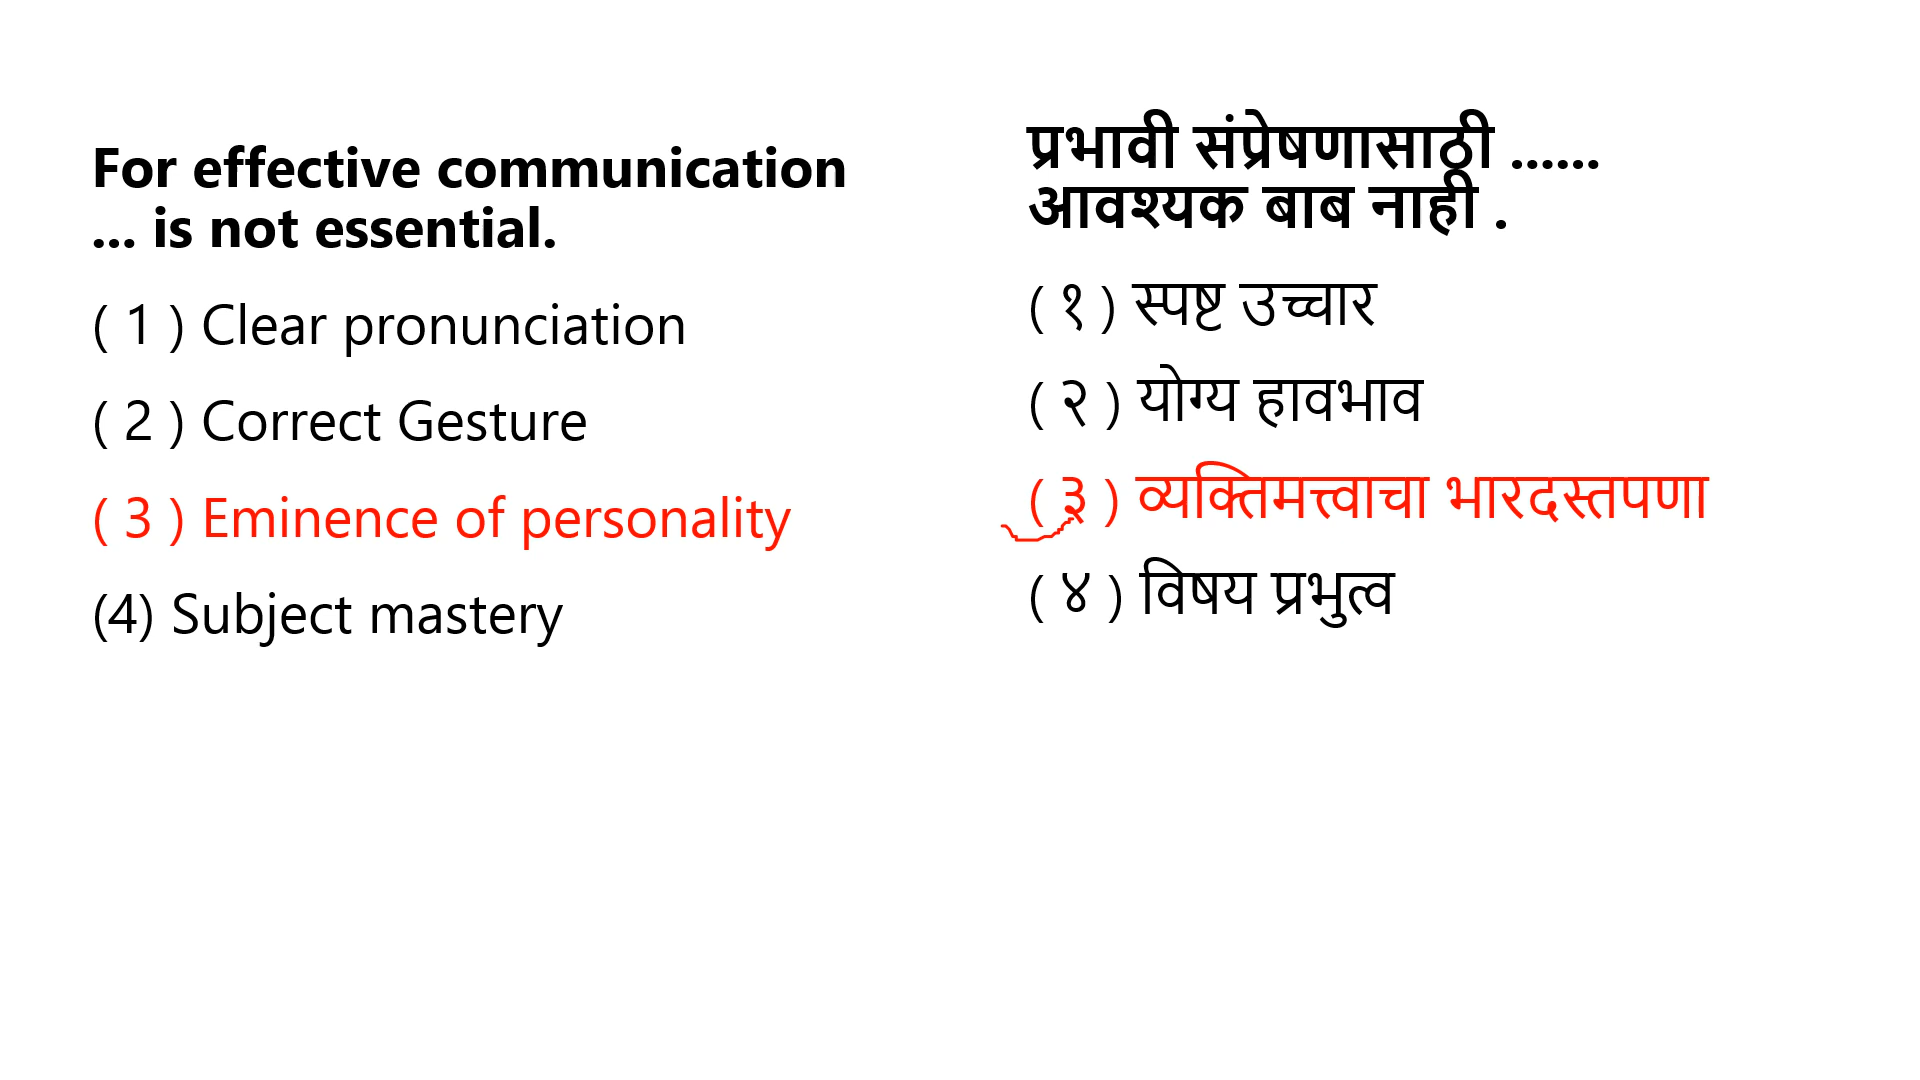 For effective communication
... is not essential.
( 1 ) Clear pronunciation
( 2 ) Correct Gesture
( 3 ) Eminence of personality
(4) Subject mastery
प्रभावी संप्रेषणासाठी ......
आवश्यक बाब नाही .
( १ ) स्पष्ट उच्चार
( २ ) योग्य हावभाव
( ३ ) व्यक्तिमत्त्वाचा भारदस्तपणा
( ४ ) विषय प्रभुत्व